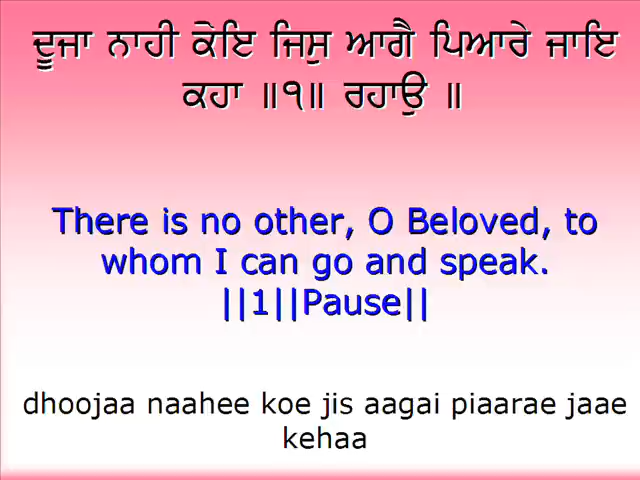 ਦੂਜਾ ਨਾਹੀ ਕੋਇ ਜਿਸੁ ਆਗੈ ਪਿਆਰੇ ਜਾਇ
ਕਹਾ ॥੧॥ ਰਹਾਉ ॥
There is no other, O Beloved, to
whom I can go and speak.
||1||Pause||
dhoojaa naahee koe jis aagai piaarae jaae
kehaa